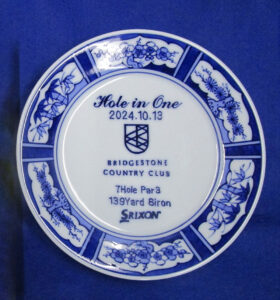 Hole in One
2024.10.13
BRIDGESTONE
COUNTRY CLUB
7Hole Par3
139Yard 8iron
SRIXON